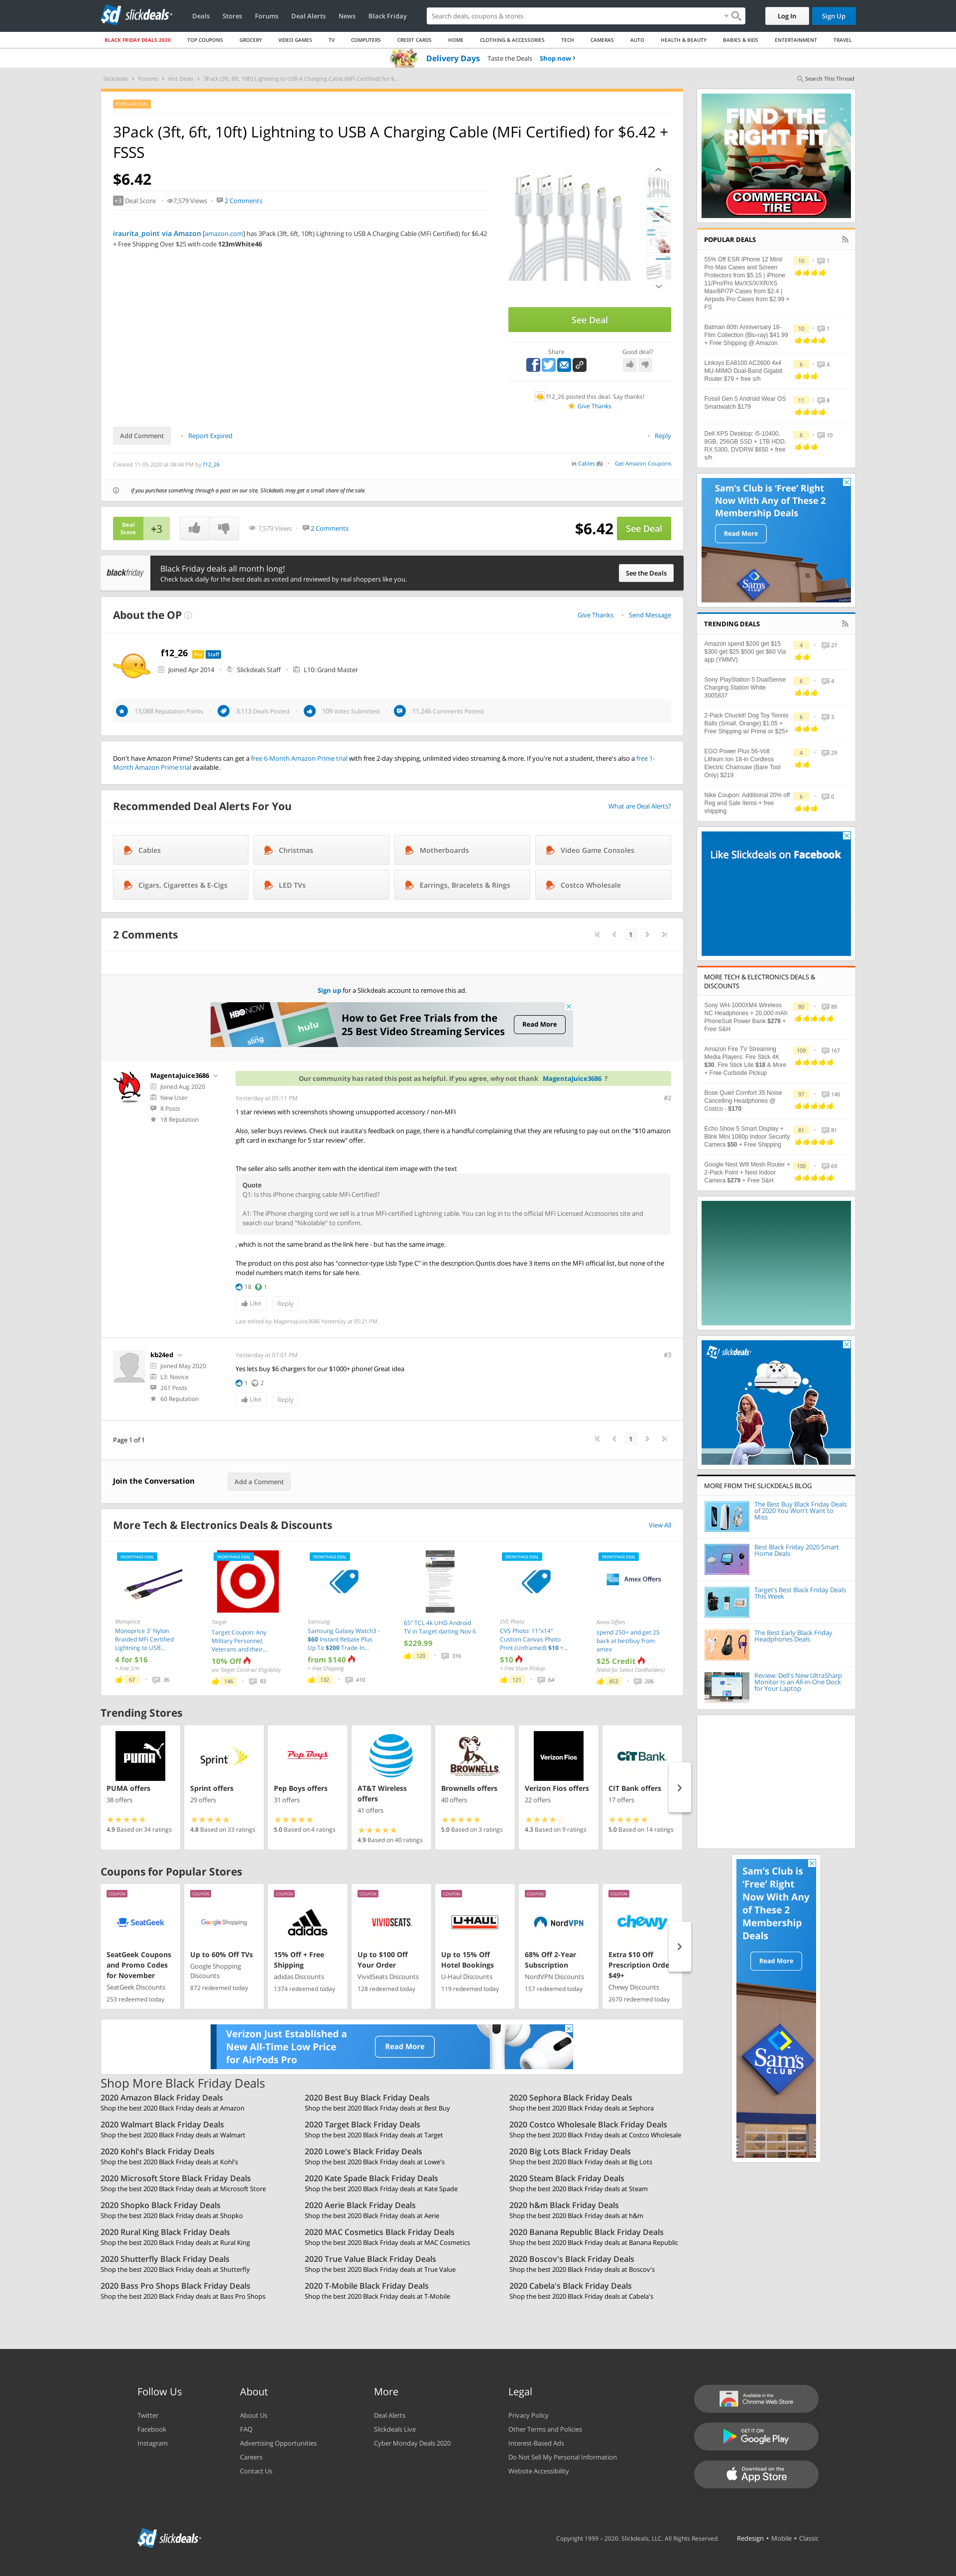 slickdeals
Deals Stores Forums Deal Alerts News Black Friday
Search deals, coupons & stores
Log In
Sign Up
BLACK FRIDAY DEALS 2020 TOP COUPONS GROCERY VIDEO GAMES TV COMPUTERS CREDIT CARDS HOME CLOTHING & ACCESSORIES TECH CAMERAS AUTO HEALTH & BEAUTY BABIES & KIDS ENTERTAINMENT TRAVEL
Delivery Days Taste the Deals Shop now
Slickdeals > Forums > Hot Deals > 3Pack (3ft, 6ft, 10ft) Lightning to USB A Charging Cable (MFi Certified) for $...
Search This Thread
POPULAR DEAL
3Pack (3ft, 6ft, 10ft) Lightning to USB A Charging Cable (MFi Certified) for $6.42 +
FSSS
$6.42
+3 Deal Score 7,579 Views 2 Comments
iraurita_point via Amazon [amazon.com] has 3Pack (3ft, 6ft, 10ft) Lightning to USB A Charging Cable (MFi Certified) for $6.42
+ Free Shipping Over $25 with code 123mWhite46
See Deal
Share Good deal?
f12_26 posted this deal. Say thanks!
Give Thanks
Add Comment Report Expired Reply
Created 11-05-2020 at 08:44 PM by f12_26
in Cables (6) Get Amazon Coupons
If you purchase something through a post on our site, Slickdeals may get a small share of the sale.
Deal
Score
+3
7,579 Views 2 Comments
$6.42
See Deal
blackfriday
Black Friday deals all month long!
Check back daily for the best deals as voted and reviewed by real shoppers like you.
See the Deals
About the OP
Give Thanks Send Message
f12_26 Pro Staff
Joined Apr 2014 Slickdeals Staff L10: Grand Master
13,088 Reputation Points 3,113 Deals Posted 109 Votes Submitted 11,246 Comments Posted
Don't have Amazon Prime? Students can get a free 6-Month Amazon Prime trial with free 2-day shipping, unlimited video streaming & more. If you're not a student, there's also a free 1-
Month Amazon Prime trial available.
Recommended Deal Alerts For You
What are Deal Alerts?
Cables Christmas Motherboards Video Game Consoles
Cigars, Cigarettes & E-Cigs LED TVs Earrings, Bracelets & Rings Costco Wholesale
2 Comments
1
Sign up for a Slickdeals account to remove this ad.
HBO NOW
hulu
sling
How to Get Free Trials from the
25 Best Video Streaming Services
Read More
MagentaJuice3686
Joined Aug 2020
New User
8 Posts
18 Reputation
Our community has rated this post as helpful. If you agree, why not thank MagentaJuice3686 ?
Yesterday at 05:11 PM
#2
1 star reviews with screenshots showing unsupported accessory / non-MFI
Also, seller buys reviews. Check out irautita's feedback on page, there is a handful complaining that they are refusing to pay out on the "$10 amazon
gift card in exchange for 5 star review" offer.
The seller also sells another item with the identical item image with the text
Quote
Q1: Is this iPhone charging cable MFi Certified?
A1: The iPhone charging cord we sell is a true MFi-certified Lightning cable. You can log in to the official MFi Licensed Accessories site and
search our brand "Nikolable" to confirm.
, which is not the same brand as the link here - but has the same image.
The product on this post also has "connector-type Usb Type C" in the description.Quntis does have 3 items on the MFI official list, but none of the
model numbers match items for sale here.
18 1
Like Reply
Last edited by MagentaJuice3686 Yesterday at 05:21 PM.
kb24ed
Joined May 2020
L3: Novice
261 Posts
60 Reputation
Yesterday at 07:01 PM
#3
Yes lets buy $6 chargers for our $1000+ phone! Great idea
1 2
Like Reply
Page 1 of 1
1
Join the Conversation
Add a Comment
More Tech & Electronics Deals & Discounts
View All
FRONTPAGE DEAL
Monoprice
Monoprice 3' Nylon
Braided MFi Certified
Lightning to USB...
4 for $16
+ Free S/H
67 36
FRONTPAGE DEAL
Target
Target Coupon: Any
Military Personnel,
Veterans and their...
10% Off
via Target Circle w/ Eligibility
146 93
FRONTPAGE DEAL
Samsung
Samsung Galaxy Watch3 -
$60 Instant Rebate Plus
Up To $200 Trade-In...
from $140
+ Free Shipping
132 410
65" TCL 4k UHD Android
TV in Target darting Nov 6
$229.99
120 316
FRONTPAGE DEAL
CVS Photo
CVS Photo: 11"x14"
Custom Canvas Photo
Print (Unframed) $10 +...
$10
+ Free Store Pickup
121 64
FRONTPAGE DEAL
Amex Offers
Amex Offers
spend 250+ and get 25
back at bestbuy from
amex
$25 Credit
(Valid for Select Cardholders)
453 206
Trending Stores
PUMA
PUMA offers
38 offers
4.9 Based on 34 ratings
Sprint
Sprint offers
29 offers
4.8 Based on 33 ratings
Pep Boys
Pep Boys offers
31 offers
5.0 Based on 4 ratings
AT&T Wireless
offers
41 offers
4.9 Based on 40 ratings
BROWNELLS
Brownells offers
40 offers
5.0 Based on 3 ratings
Verizon Fios
Verizon Fios offers
22 offers
4.3 Based on 9 ratings
CIT Bank
CIT Bank offers
17 offers
5.0 Based on 14 ratings
Coupons for Popular Stores
COUPON
SeatGeek
SeatGeek Coupons
and Promo Codes
for November
SeatGeek Discounts
253 redeemed today
COUPON
Google Shopping
Up to 60% Off TVs
Google Shopping
Discounts
872 redeemed today
COUPON
adidas
15% Off + Free
Shipping
adidas Discounts
1374 redeemed today
COUPON
VIVIDSEATS
Up to $100 Off
Your Order
VividSeats Discounts
128 redeemed today
COUPON
U-HAUL
Up to 15% Off
Hotel Bookings
U-Haul Discounts
119 redeemed today
COUPON
NordVPN
68% Off 2-Year
Subscription
NordVPN Discounts
157 redeemed today
COUPON
chewy
Extra $10 Off
Prescription Orde
$49+
Chewy Discounts
2670 redeemed today
Verizon Just Established a
New All-Time Low Price
for AirPods Pro
Read More
Shop More Black Friday Deals
2020 Amazon Black Friday Deals 2020 Best Buy Black Friday Deals 2020 Sephora Black Friday Deals
Shop the best 2020 Black Friday deals at Amazon Shop the best 2020 Black Friday deals at Best Buy Shop the best 2020 Black Friday deals at Sephora
2020 Walmart Black Friday Deals 2020 Target Black Friday Deals 2020 Costco Wholesale Black Friday Deals
Shop the best 2020 Black Friday deals at Walmart Shop the best 2020 Black Friday deals at Target Shop the best 2020 Black Friday deals at Costco Wholesale
2020 Kohl's Black Friday Deals 2020 Lowe's Black Friday Deals 2020 Big Lots Black Friday Deals
Shop the best 2020 Black Friday deals at Kohl's Shop the best 2020 Black Friday deals at Lowe's Shop the best 2020 Black Friday deals at Big Lots
2020 Microsoft Store Black Friday Deals 2020 Kate Spade Black Friday Deals 2020 Steam Black Friday Deals
Shop the best 2020 Black Friday deals at Microsoft Store Shop the best 2020 Black Friday deals at Kate Spade Shop the best 2020 Black Friday deals at Steam
2020 Shopko Black Friday Deals 2020 Aerie Black Friday Deals 2020 h&m Black Friday Deals
Shop the best 2020 Black Friday deals at Shopko Shop the best 2020 Black Friday deals at Aerie Shop the best 2020 Black Friday deals at h&m
2020 Rural King Black Friday Deals 2020 MAC Cosmetics Black Friday Deals 2020 Banana Republic Black Friday Deals
Shop the best 2020 Black Friday deals at Rural King Shop the best 2020 Black Friday deals at MAC Cosmetics Shop the best 2020 Black Friday deals at Banana Republic
2020 Shutterfly Black Friday Deals 2020 True Value Black Friday Deals 2020 Boscov's Black Friday Deals
Shop the best 2020 Black Friday deals at Shutterfly Shop the best 2020 Black Friday deals at True Value Shop the best 2020 Black Friday deals at Boscov's
2020 Bass Pro Shops Black Friday Deals 2020 T-Mobile Black Friday Deals 2020 Cabela's Black Friday Deals
Shop the best 2020 Black Friday deals at Bass Pro Shops Shop the best 2020 Black Friday deals at T-Mobile Shop the best 2020 Black Friday deals at Cabela's
FIND THE
RIGHT FIT
COMMERCIAL
TIRE
POPULAR DEALS
55% Off ESR iPhone 12 Mini/
Pro Max Cases and Screen
Protectors from $5.15 | iPhone
11/Pro/Pro Mx/XS/X/XR/XS
Max/8P/7P Cases from $2.4 |
Airpods Pro Cases from $2.99 +
FS
10 1
Batman 80th Anniversary 18-
Film Collection (Blu-ray) $41.99
+ Free Shipping @ Amazon
10 1
Linksys EA8100 AC2600 4x4
MU-MIMO Dual-Band Gigabit
Router $79 + free s/h
6 4
Fossil Gen 5 Android Wear OS
Smartwatch $179
11 8
Dell XPS Desktop: i5-10400,
8GB, 256GB SSD + 1TB HDD,
RX 5300, DVDRW $650 + free
s/h
6 10
Sam's Club is 'Free' Right
Now With Any of These 2
Membership Deals
Read More
Sam's
TRENDING DEALS
Amazon spend $200 get $15
$300 get $25 $500 get $60 Via
app (YMMV)
4 27
Sony PlayStation 5 DualSense
Charging Station White
3005837
6 4
2-Pack Chuckit! Dog Toy Tennis
Balls (Small, Orange) $1.05 +
Free Shipping w/ Prime or $25+
6 3
EGO Power Plus 56-Volt
Lithium Ion 18-in Cordless
Electric Chainsaw (Bare Tool
Only) $219
4 29
Nike Coupon: Additional 20% off
Reg and Sale Items + free
shipping
6 0
Like Slickdeals on Facebook
MORE TECH & ELECTRONICS DEALS &
DISCOUNTS
Sony WH-1000XM4 Wireless
NC Headphones + 20,000 mAh
PhoneSuit Power Bank $278 +
Free S&H
80 89
Amazon Fire TV Streaming
Media Players: Fire Stick 4K
$30, Fire Stick Lite $18 & More
+ Free Curbside Pickup
109 167
Bose Quiet Comfort 35 Noise
Cancelling Headphones @
Costco - $170
97 140
Echo Show 5 Smart Display +
Blink Mini 1080p Indoor Security
Camera $50 + Free Shipping
81 81
Google Nest Wifi Mesh Router +
2-Pack Point + Nest Indoor
Camera $279 + Free S&H
100 69
slickdeals
MORE FROM THE SLICKDEALS BLOG
The Best Buy Black Friday Deals
of 2020 You Won't Want to
Miss
Best Black Friday 2020 Smart
Home Deals
Target's Best Black Friday Deals
This Week
The Best Early Black Friday
Headphones Deals
Review: Dell's New UltraSharp
Monitor Is an All-in-One Dock
for Your Laptop
Sam's Club is
'Free' Right
Now With Any
of These 2
Membership
Deals
Read More
Sam's
CLUB
Follow Us
Twitter
Facebook
Instagram
About
About Us
FAQ
Advertising Opportunities
Careers
Contact Us
More
Deal Alerts
Slickdeals Live
Cyber Monday Deals 2020
Legal
Privacy Policy
Other Terms and Policies
Interest-Based Ads
Do Not Sell My Personal Information
Website Accessibility
Available in the
Chrome Web Store
GET IT ON
Google Play
Download on the
App Store
slickdeals
Copyright 1999 - 2020. Slickdeals, LLC. All Rights Reserved. Redesign • Mobile • Classic